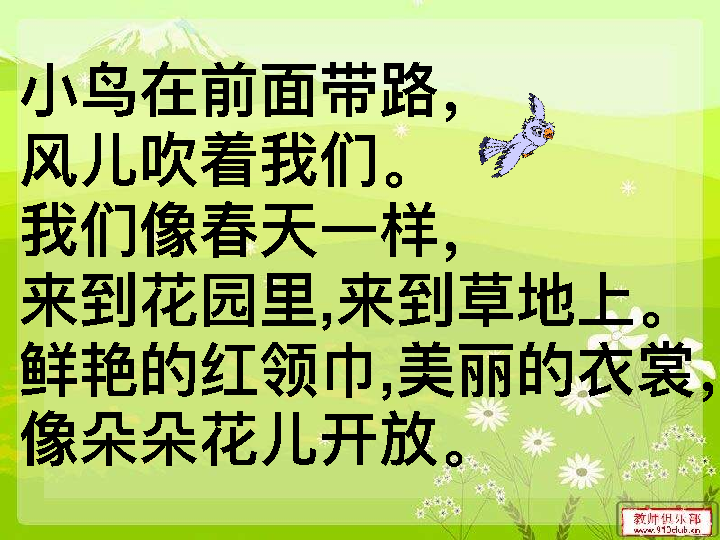 小鸟在前面带路，
风儿吹着我们。
我们像春天一样，
来到花园里,来到草地上。
鲜艳的红领巾,美丽的衣裳,
像朵朵花儿开放。
教师俱乐部
www.910club.cn